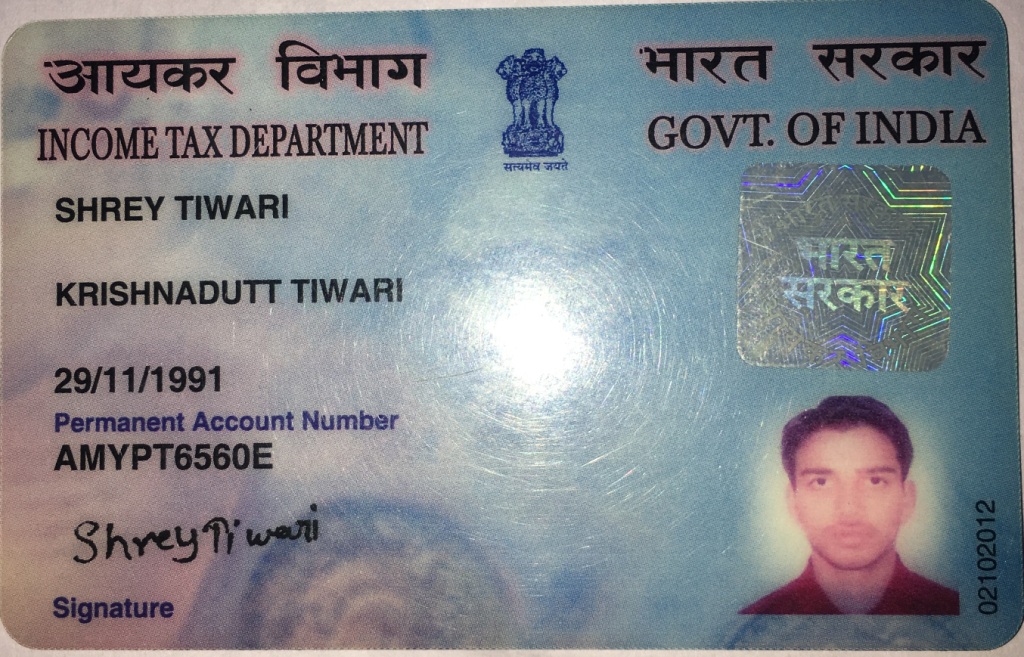 आयकर विभाग
INCOME TAX DEPARTMENT
सत्यमेव जयते
भारत सरकार
GOVT. OF INDIA
SHREY TIWARI
KRISHNADUTT TIWARI
29/11/1991
Permanent Account Number
AMYPT6560E
Shrey Tiwari
Signature
भारत
सरकार
02102012